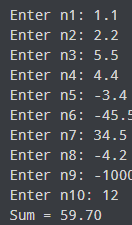 Enter n1: 1.1
Enter n2: 2.2
Enter n3: 5.5
Enter n4: 4.4
Enter n5: -3.4
Enter n6: -45.5
Enter n7: 34.5
Enter n8: -4.2
Enter n9: -1000
Enter n10: 12
Sum = 59.70